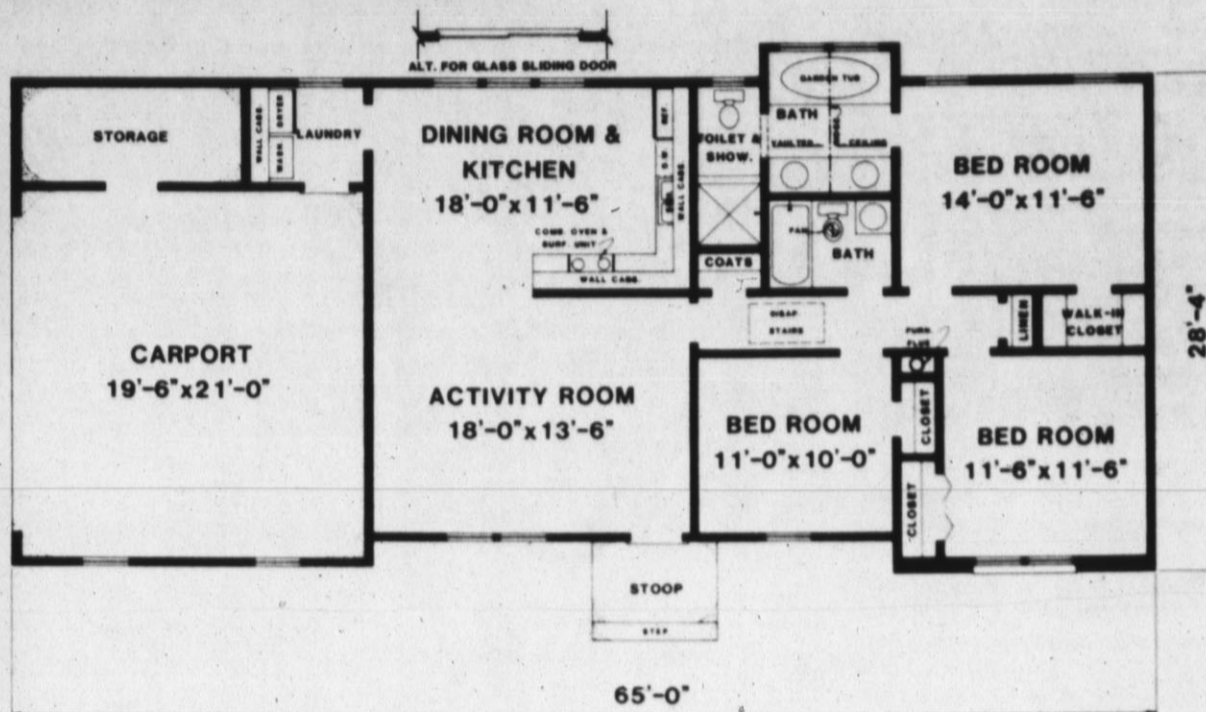 ALT. FOR GLASS SLIDING DOOR
STORAGE
WALL CABS.
WASH.
DRYER
LAUNDRY
DINING ROOM &
KITCHEN
18'-0"x11'-6"
REF.
D.W.
WALL CABS.
COMB. OVEN &
SURF. UNIT
WALL CABS.
TOILET &
SHOW.
COATS
GARDEN TUB
BATH
VAULTED
CEILING
FAN
BATH
BED ROOM
14'-0"x11'-6"
DISAP.
STAIRS
FURN
LINEN
WALK-IN
CLOSET
28'-4"
CARPORT
19'-6"x21'-0"
ACTIVITY ROOM
18'-0"x13'-6"
BED ROOM
11'-0"x10'-0"
CLOSET
CLOSET
BED ROOM
11'-6"x11'-6"
STOOP
STEP
65'-0"